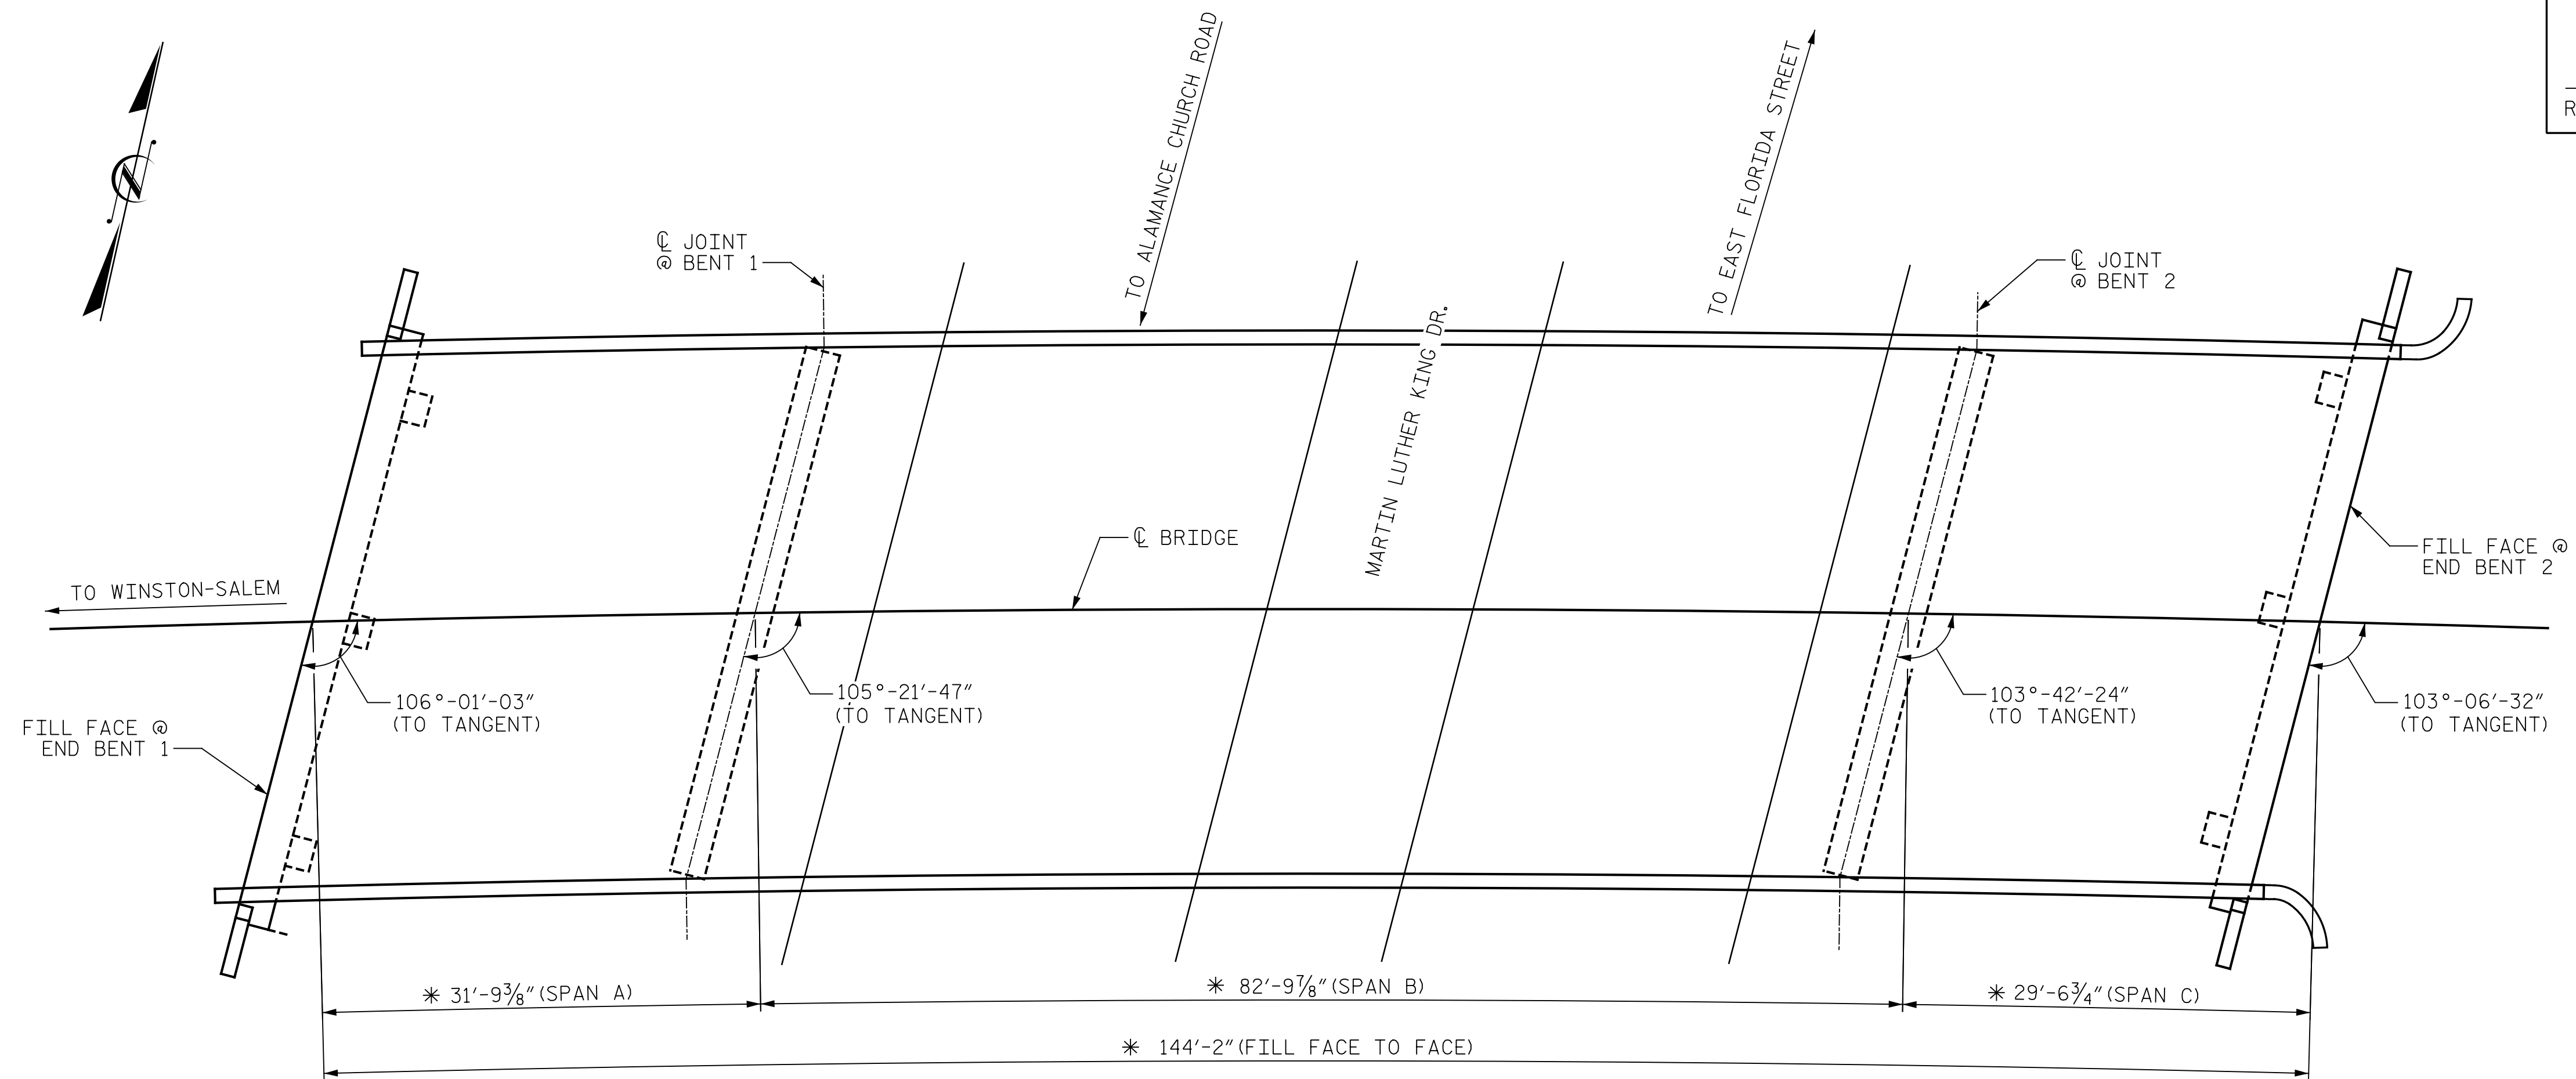 TO ALAMANCE CHURCH ROAD
TO EAST FLORIDA STREET
R
℄ JOINT
@ BENT 1
℄ JOINT
@ BENT 2
MARTIN LUTHER KING DR.
℄ BRIDGE
FILL FACE @
END BENT 2
TO WINSTON-SALEM
106°-01'-03"
(TO TANGENT)
105°-21'-47"
(TO TANGENT)
103°-42'-24"
(TO TANGENT)
103°-06'-32"
(TO TANGENT)
FILL FACE @
END BENT 1
✳ 31'-9⅜" (SPAN A)
✳ 82'-9⅞" (SPAN B)
✳ 29'-6¾" (SPAN C)
✳ 144'-2" (FILL FACE TO FACE)
N